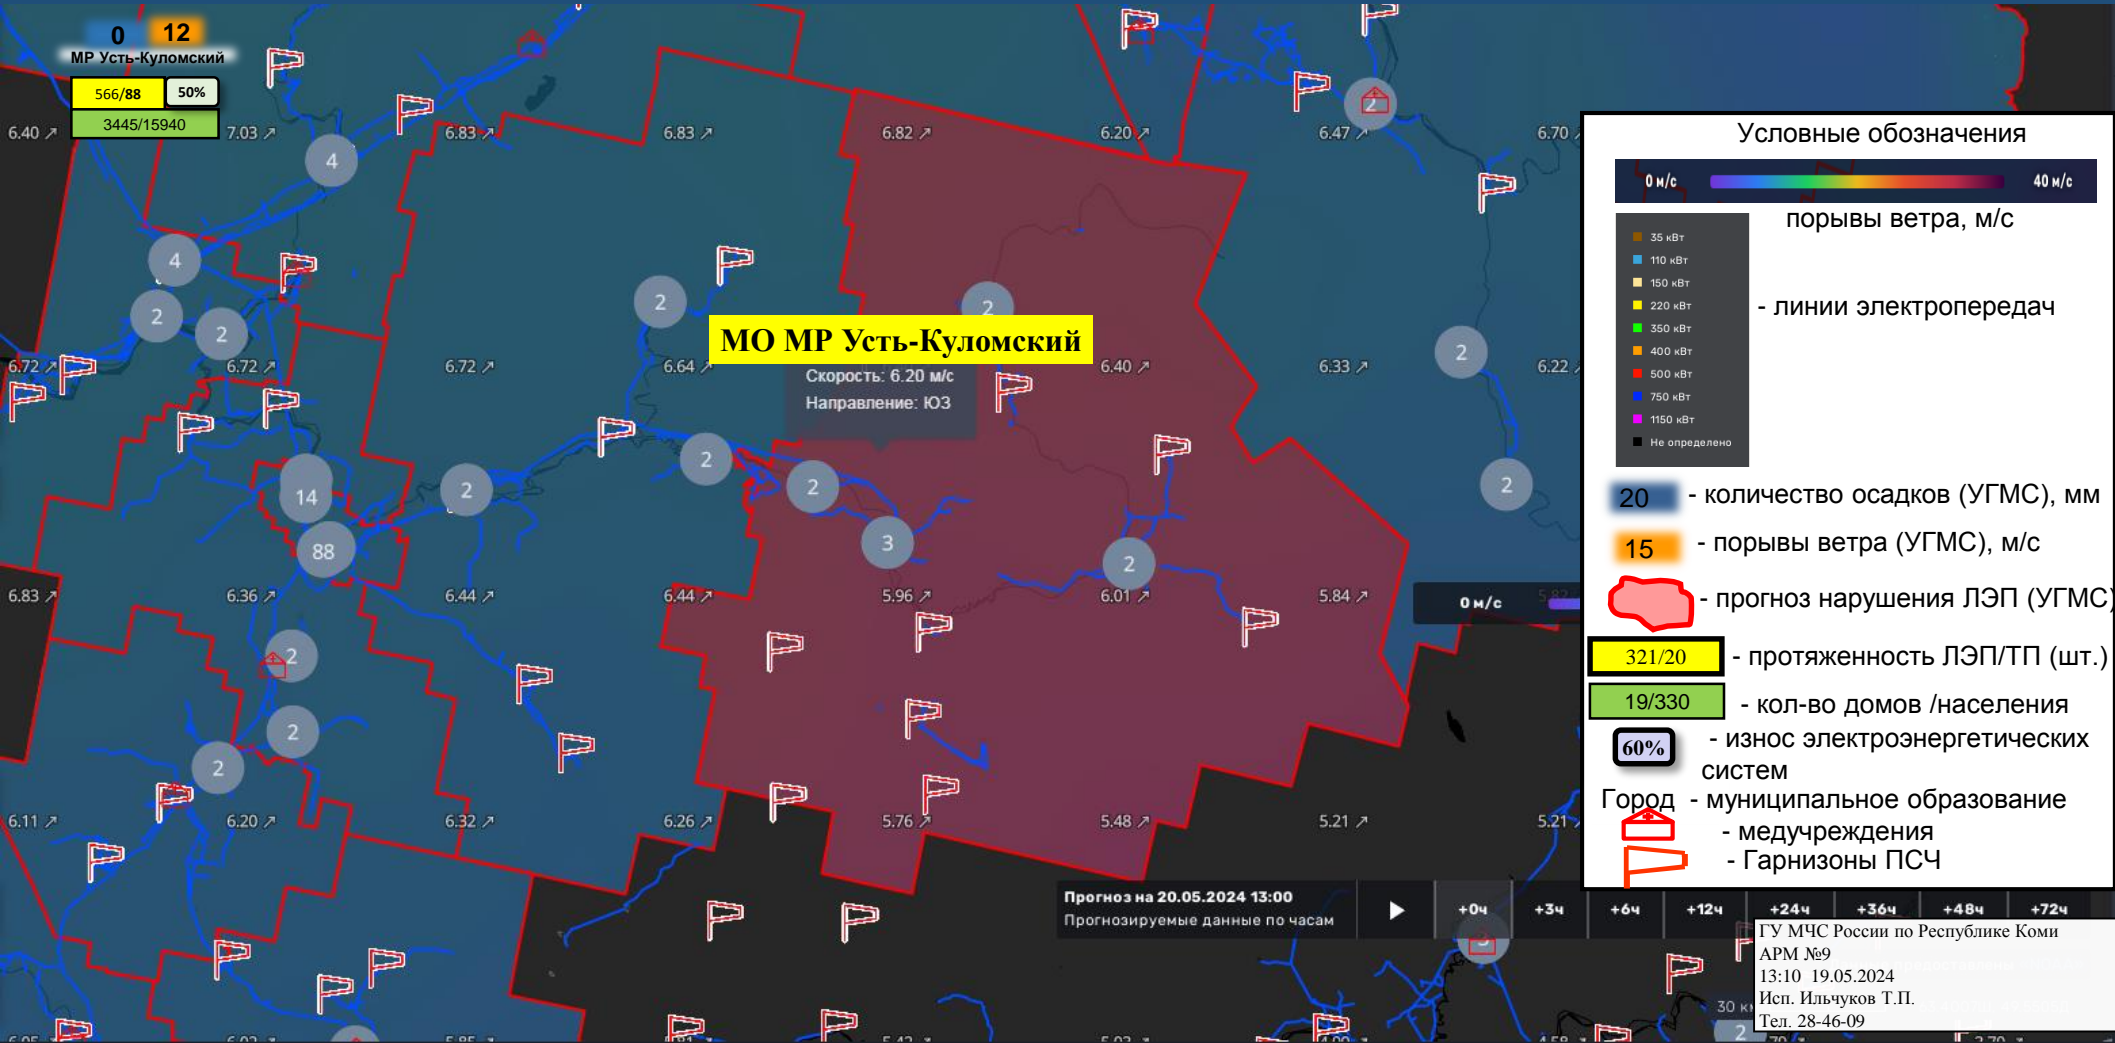 0 12
МР Усть-Куломский
566/88 50%
3445/15940
6.40 ↗ 7.03 ↗ 6.83 ↗ 6.83 ↗ 6.82 ↗ 6.20 ↗ 6.47 ↗ 6.70
2
4
4
2
2
2
2
МО МР Усть-Куломский
6.72 ↗ 6.72 ↗ 6.72 ↗ 6.64 ↗ 6.40 ↗ 6.33 ↗ 6.22
2
Скорость: 6.20 м/с
Направление: ЮЗ
14
2
2
2
2
88
3
2
6.83 ↗ 6.36 ↗ 6.44 ↗ 6.44 ↗ 5.96 ↗ 6.01 ↗ 5.84 ↗
0 м/с
2
2
2
6.11 ↗ 6.20 ↗ 6.32 ↗ 6.26 ↗ 5.76 ↗ 5.48 ↗ 5.21 ↗ 5.21
Условные обозначения
0 м/с 40 м/с
порывы ветра, м/с
35 кВт
110 кВт
150 кВт
220 кВт
350 кВт
400 кВт
500 кВт
750 кВт
1150 кВт
Не определено
- линии электропередач
20 - количество осадков (УГМС), мм
15 - порывы ветра (УГМС), м/с
- прогноз нарушения ЛЭП (УГМС)
321/20 - протяженность ЛЭП/ТП (шт.)
19/330 - кол-во домов /населения
60% - износ электроэнергетических
систем
Город - муниципальное образование
- медучреждения
- Гарнизоны ПСЧ
Прогноз на 20.05.2024 13:00
Прогнозируемые данные по часам
+0ч +3ч +6ч +12ч +24ч +36ч +48ч +72ч
ГУ МЧС России по Республике Коми
АРМ №9
13:10 19.05.2024
Исп. Ильчуков Т.П.
Тел. 28-46-09
30
2